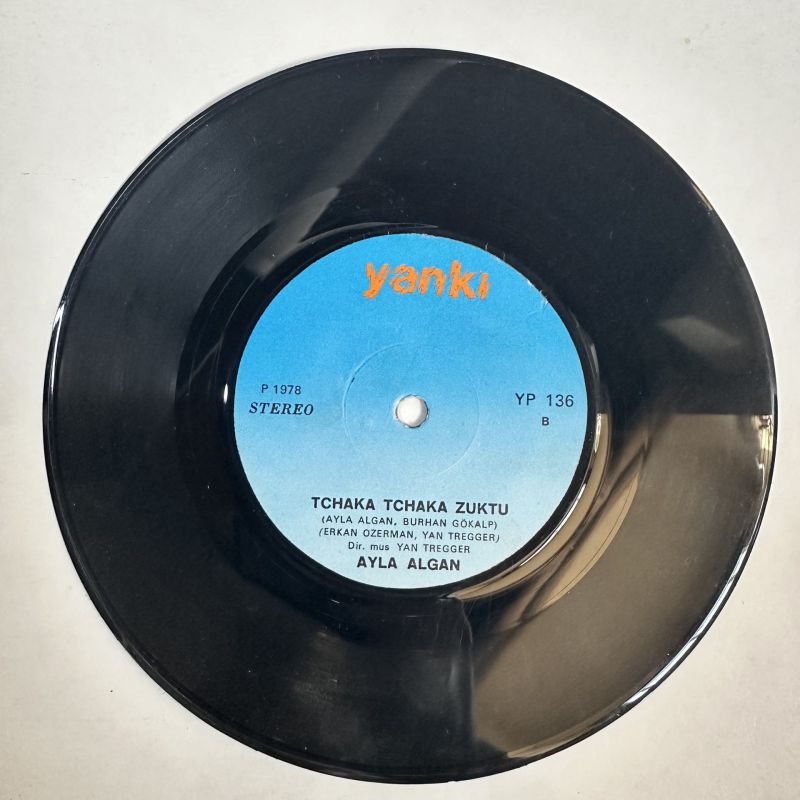 yankı
P 1978
STEREO
YP 136
B
TCHAKA TCHAKA ZUKTU
(AYLA ALGAN, BURHAN GÖKALP)
(ERKAN OZERMAN, YAN TREGGER)
Dir. mus YAN TREGGER
AYLA ALGAN